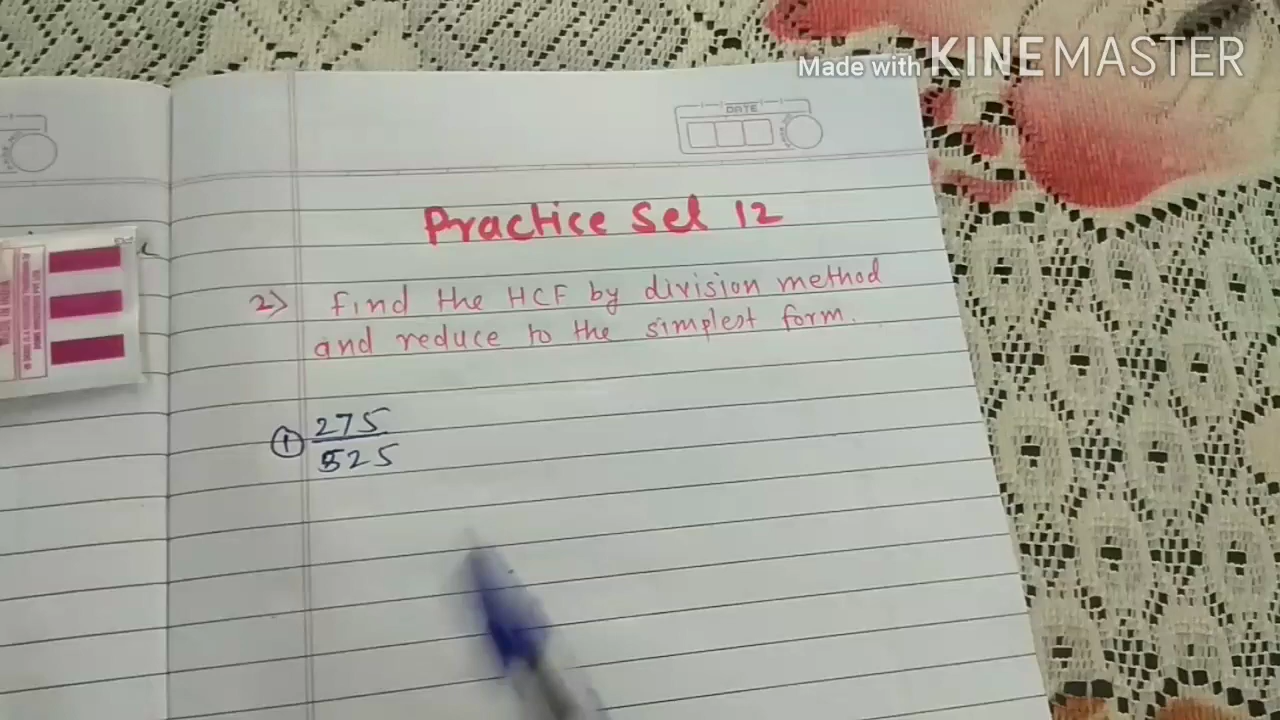 Made with KINEMASTER
DATE
Practice Set 12
2) Find the HCF by division method
and reduce to the simplest form.
① 275
525